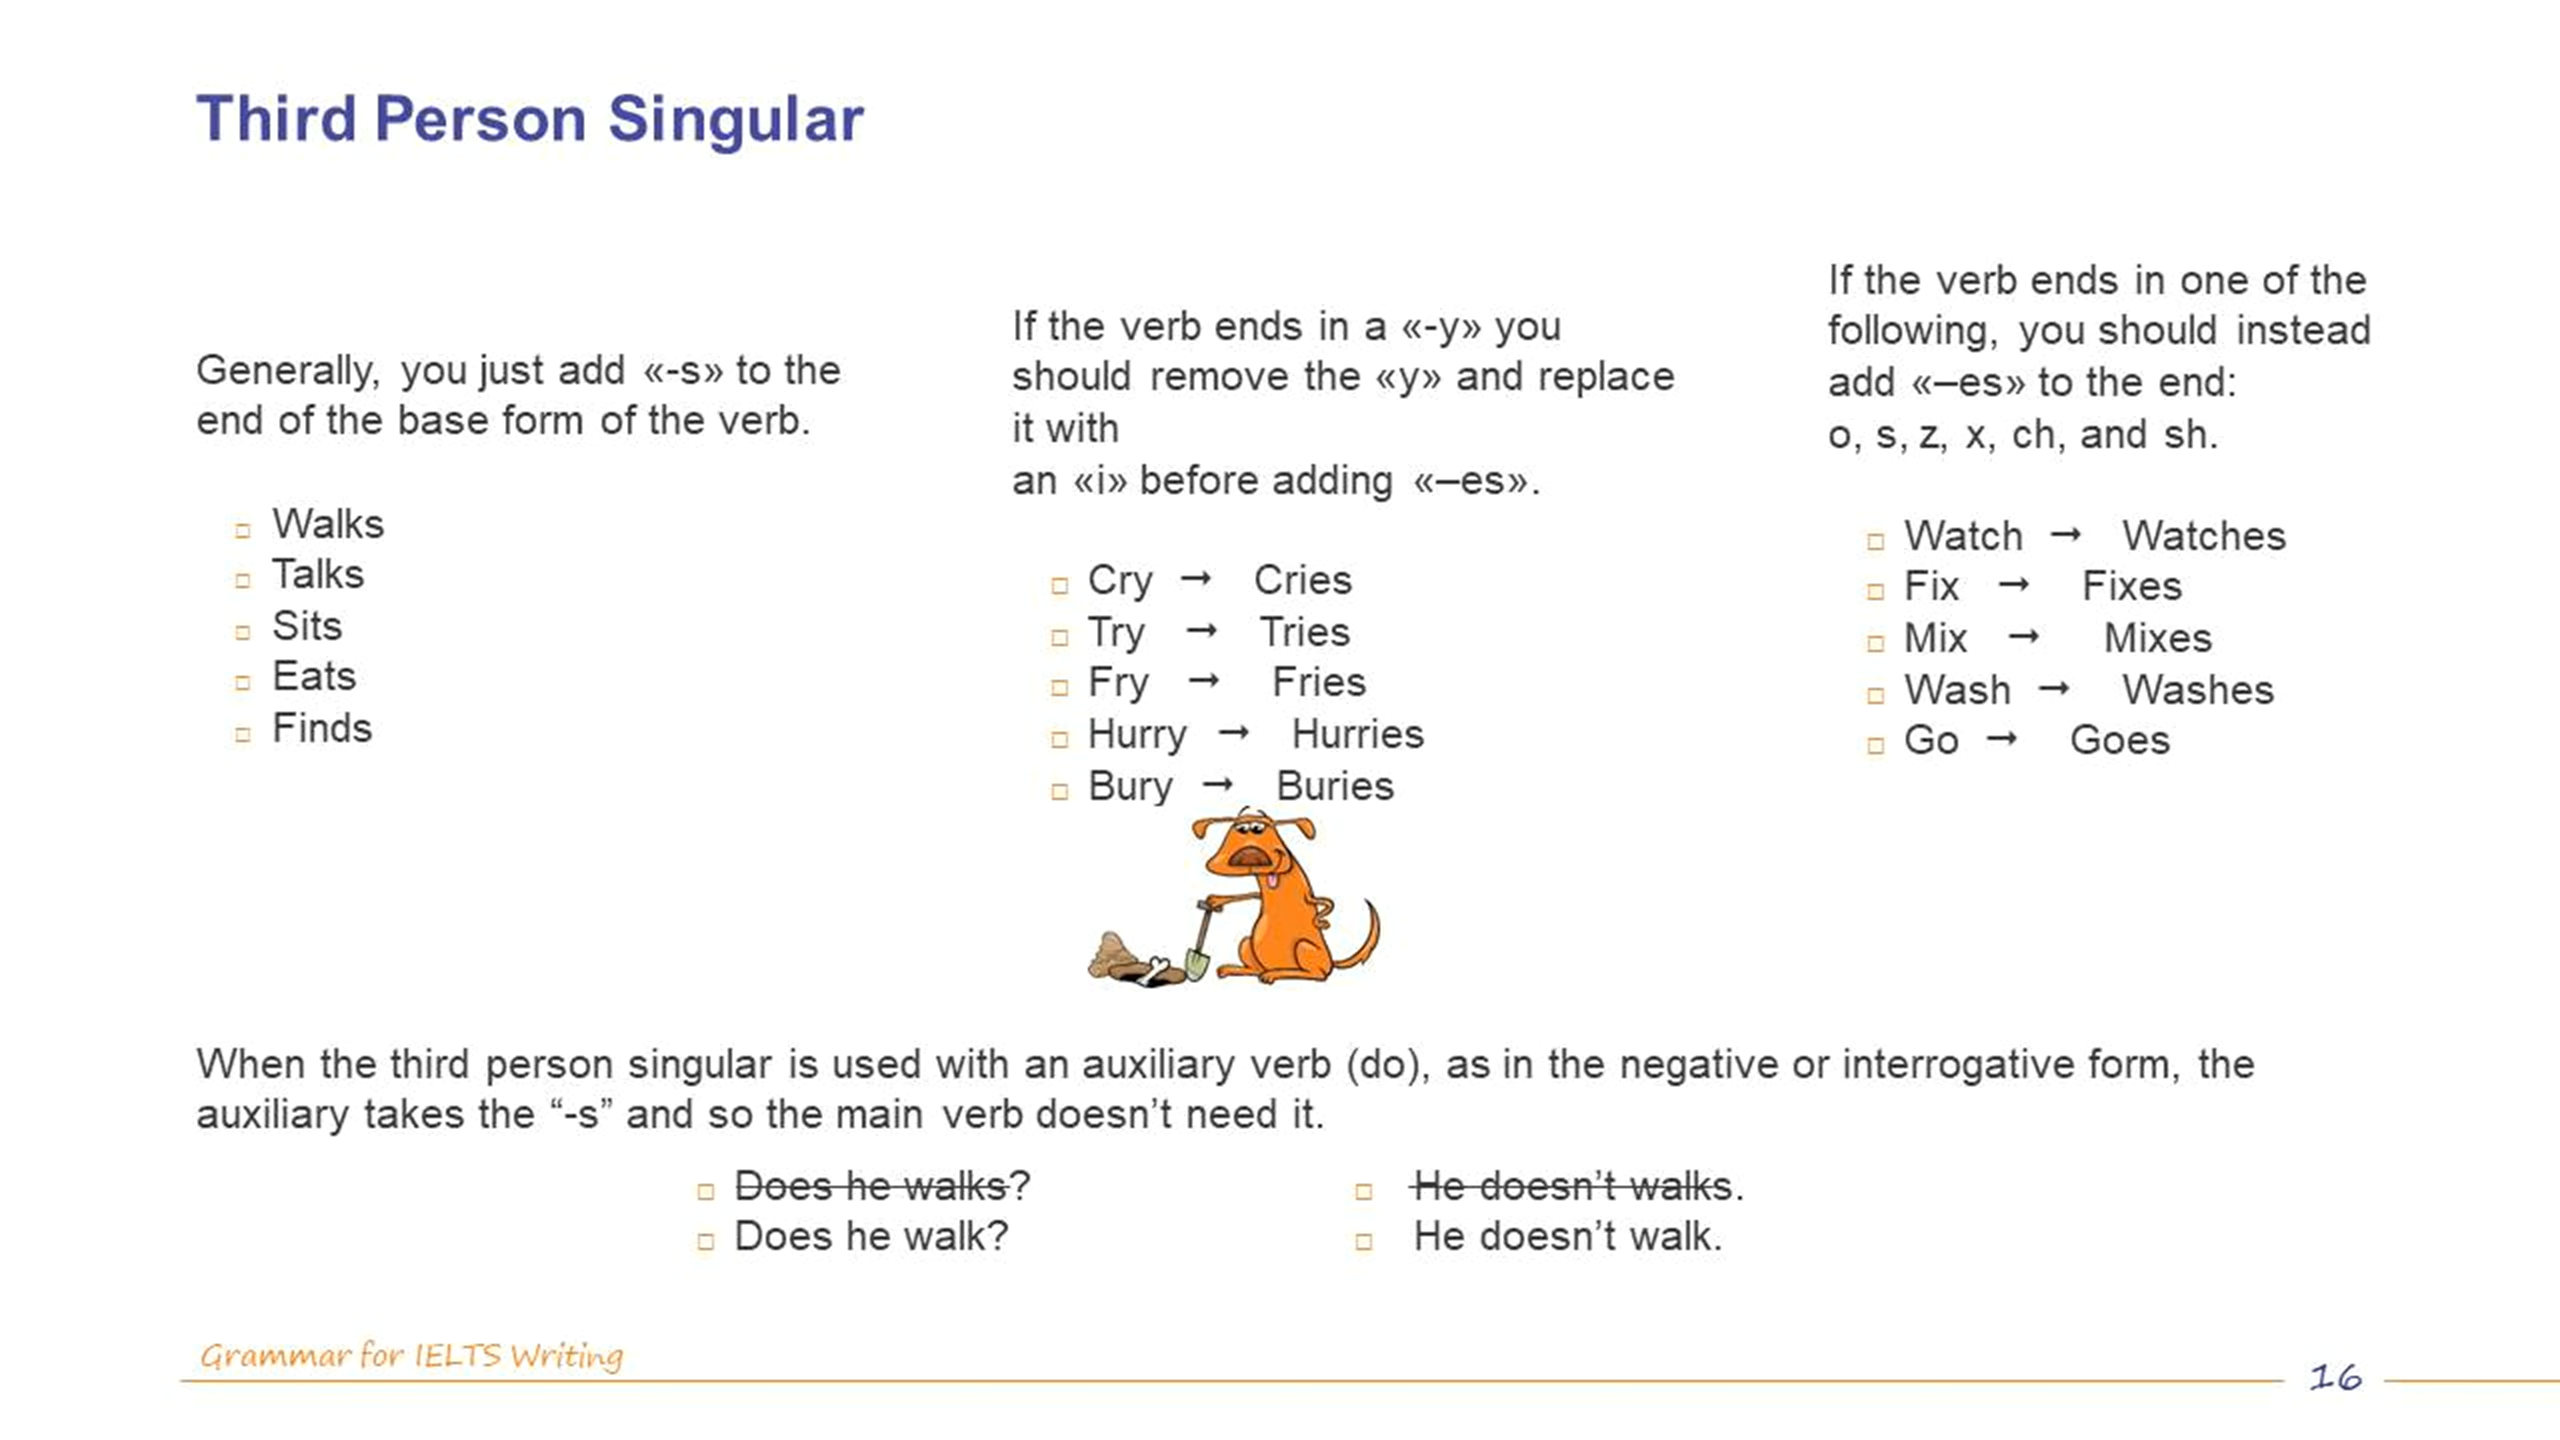 Third Person Singular
Generally, you just add «-s» to the
end of the base form of the verb.
Walks
Talks
Sits
Eats
Finds
If the verb ends in a «-y» you
should remove the «y» and replace
it with
an «i» before adding «–es».
Cry → Cries
Try → Tries
Fry → Fries
Hurry → Hurries
Bury → Buries
If the verb ends in one of the
following, you should instead
add «–es» to the end:
o, s, z, x, ch, and sh.
Watch → Watches
Fix → Fixes
Mix → Mixes
Wash → Washes
Go → Goes
When the third person singular is used with an auxiliary verb (do), as in the negative or interrogative form, the
auxiliary takes the “-s” and so the main verb doesn’t need it.
Does he walks?
Does he walk?
He doesn’t walks.
He doesn’t walk.
Grammar for IELTS Writing
16